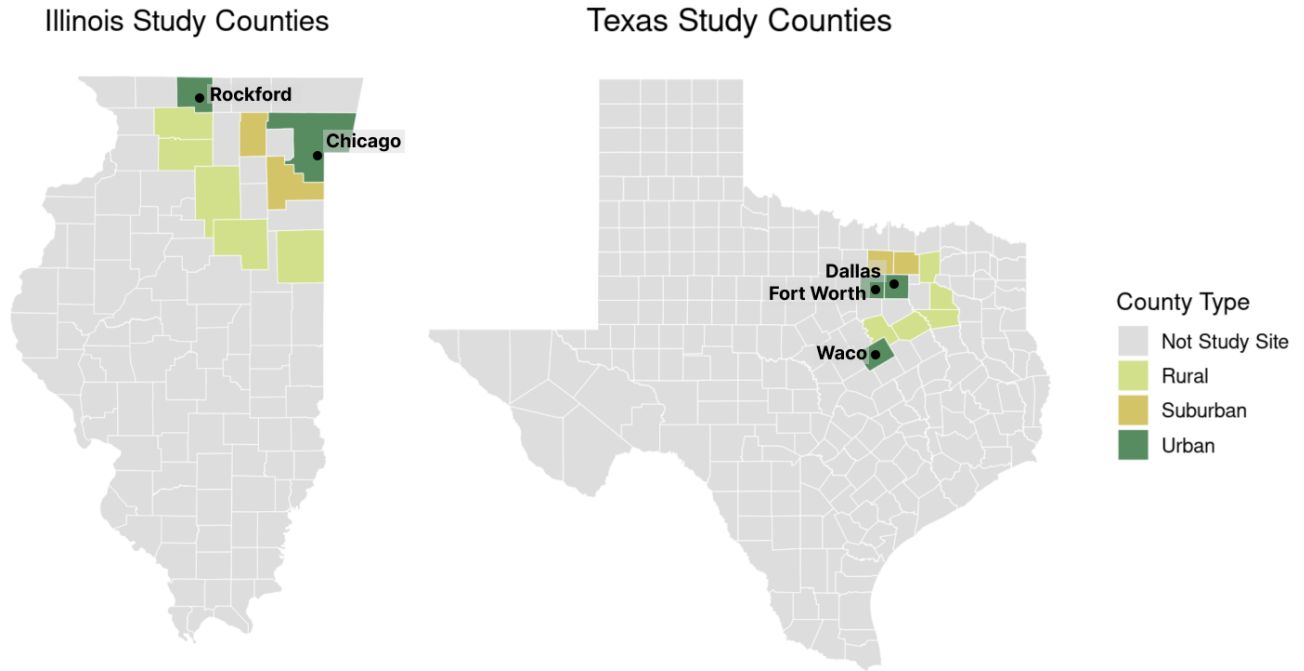 Illinois Study Counties
Texas Study Counties
Rockford
Chicago
Dallas
Fort Worth
Waco
County Type
Not Study Site
Rural
Suburban
Urban